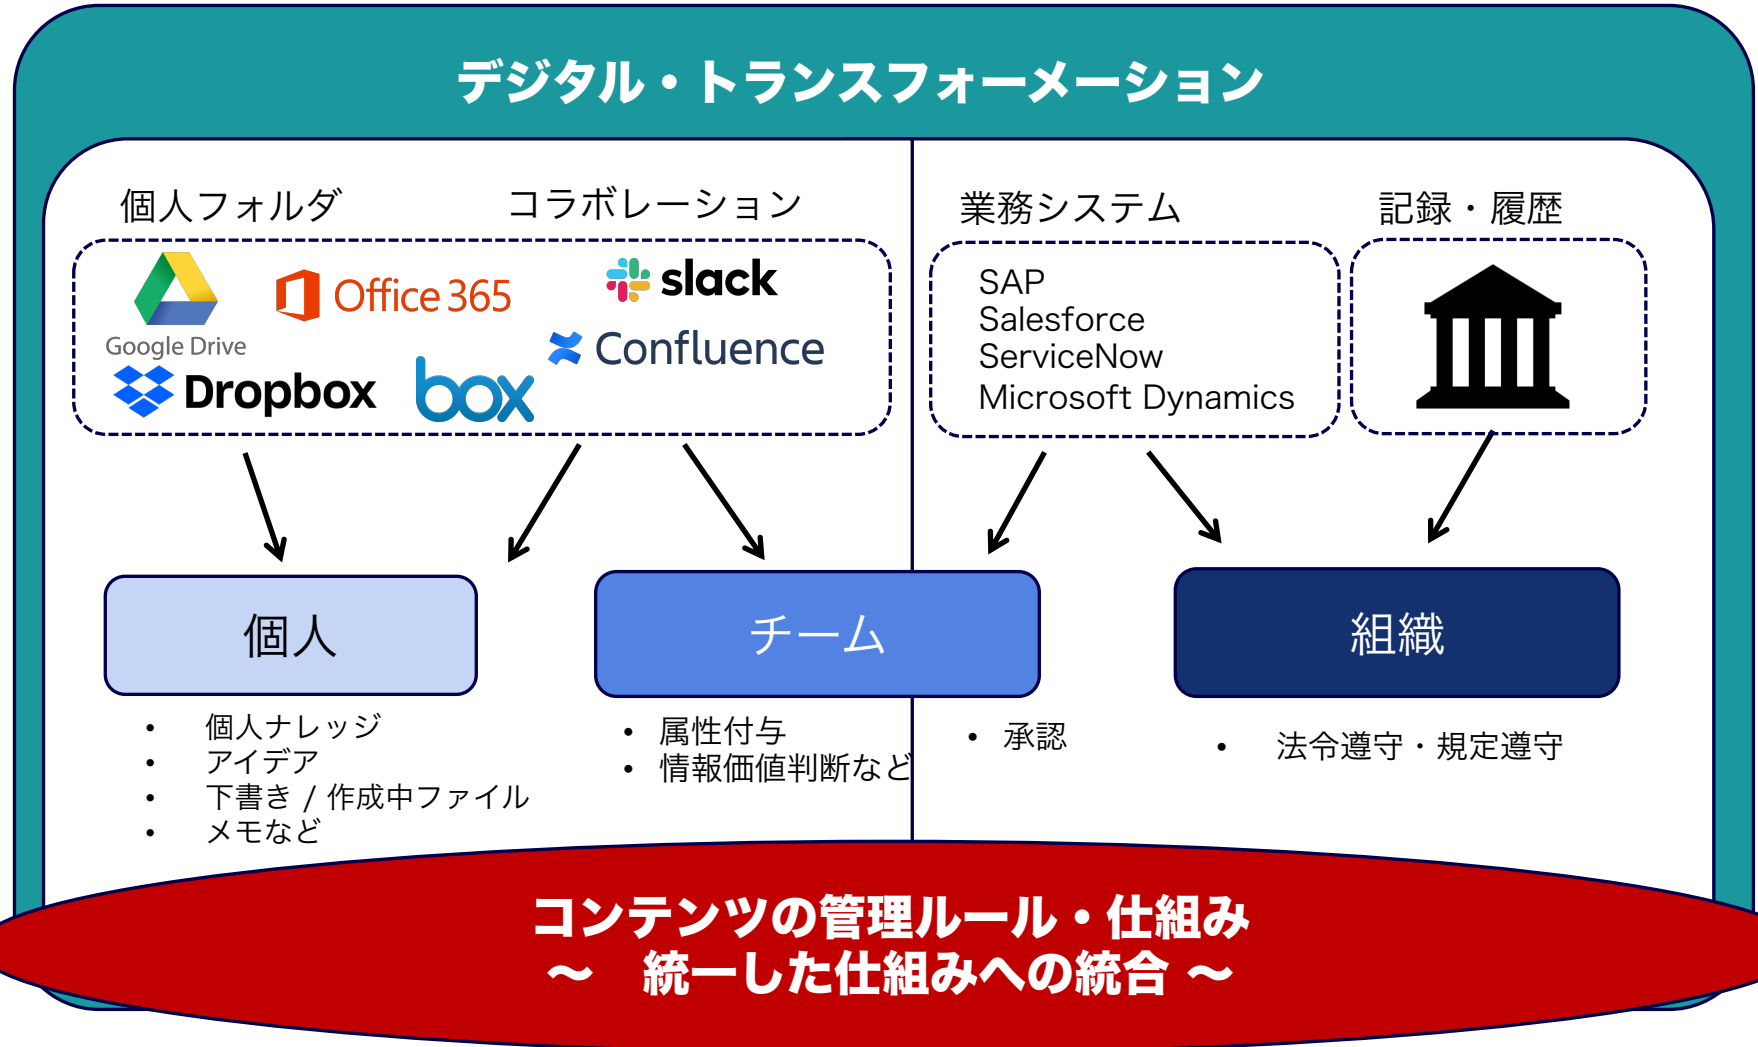 デジタル・トランスフォーメーション
個人フォルダ
コラボレーション
業務システム
記録・履歴
Google Drive
Office 365
slack
Confluence
Dropbox
box
SAP
Salesforce
ServiceNow
Microsoft Dynamics
個人
チーム
組織
• 個人ナレッジ
• アイデア
• 下書き / 作成中ファイル
• メモなど
• 属性付与
• 情報価値判断など
• 承認
• 法令遵守・規定遵守
コンテンツの管理ルール・仕組み
～ 統一した仕組みへの統合 ～